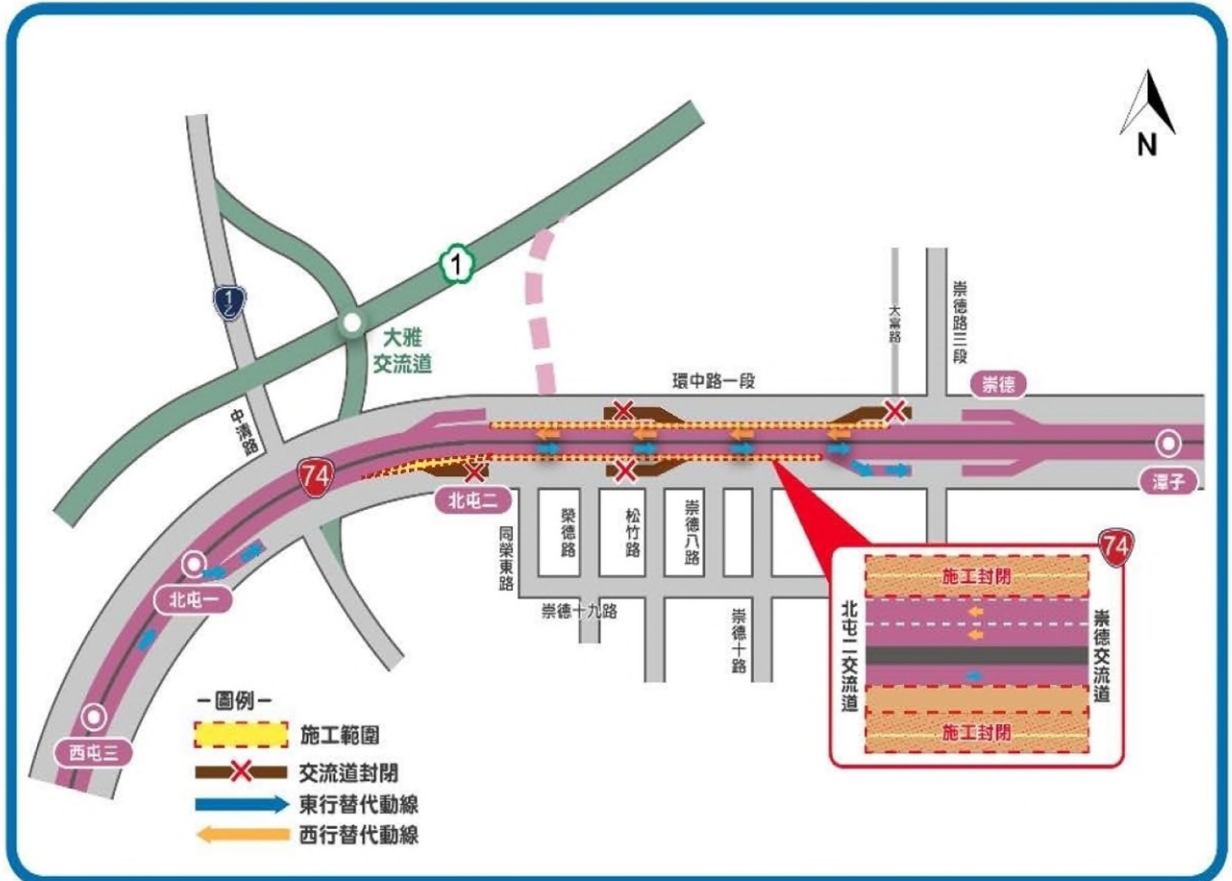 N
1
1
乙
大雅
交流道
大富路
崇德路三段
環中路一段
崇德
中清路
74
北屯二
潭子
同榮東路
榮德路
松竹路
崇德八路
74
北屯一
崇德十九路
崇德十路
北屯二交流道
施工封閉
崇德交流道
施工封閉
西屯三
－圖例－
施工範圍
交流道封閉
東行替代動線
西行替代動線